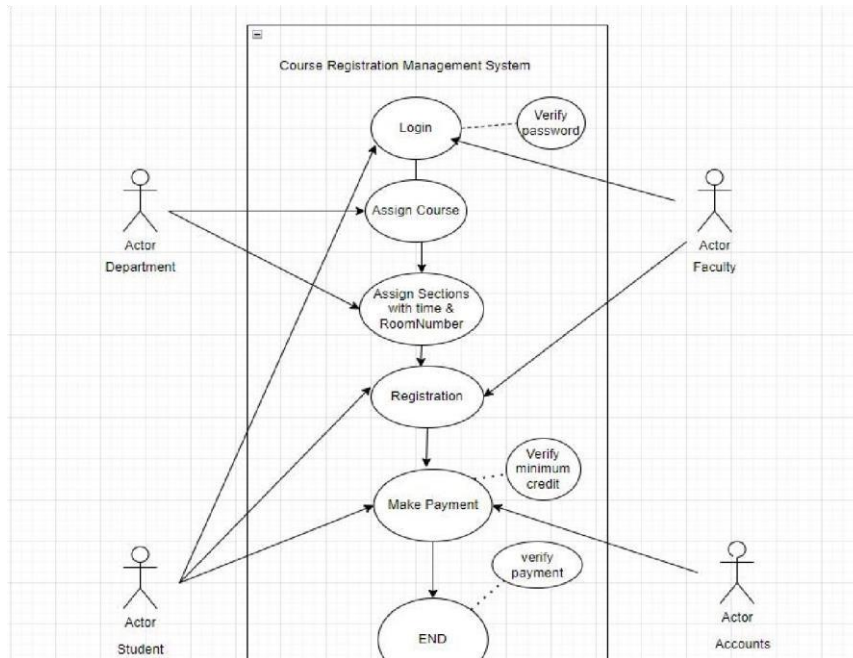 Course Registration Management System
Login
Verify
password
Assign Course
Actor
Department
Actor
Faculty
Assign Sections
with time &
RoomNumber
Registration
Verify
minimum
credit
Make Payment
verify
payment
Actor
Student
END
Actor
Accounts